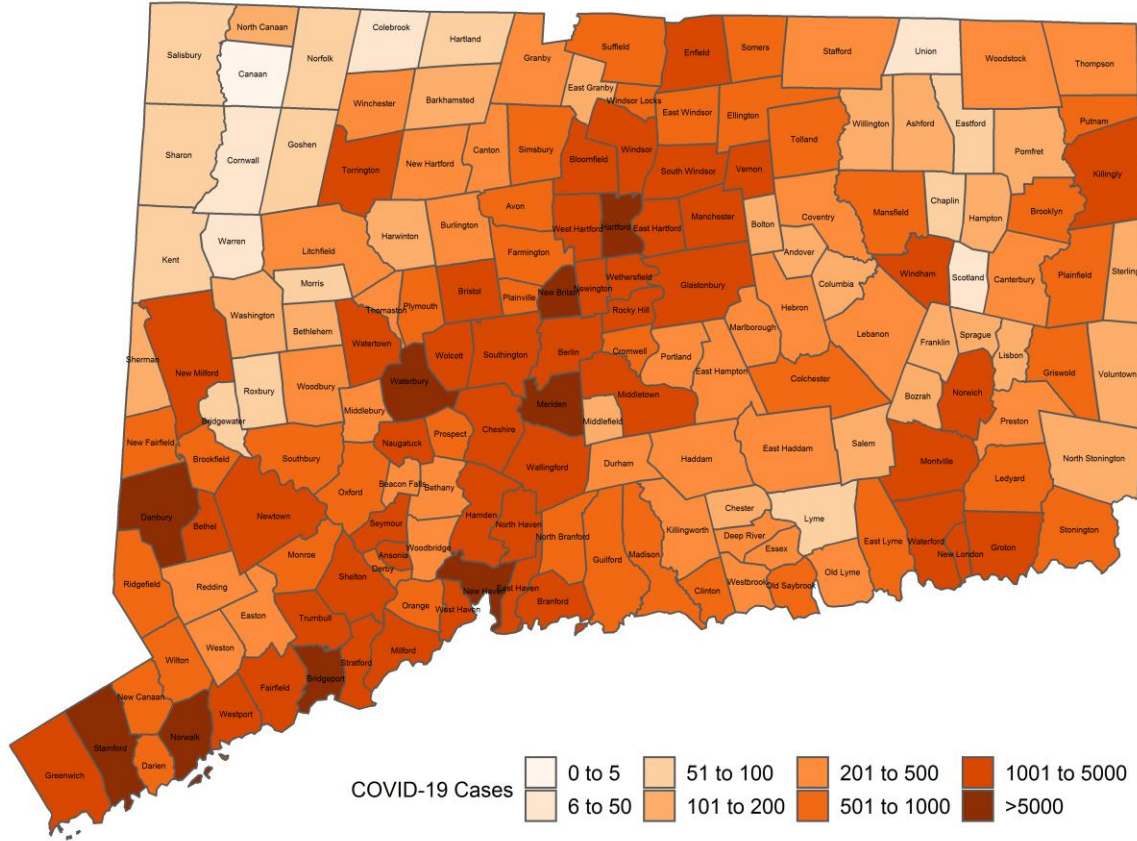 North Canaan
Colebrook
Hartland
Salisbury
Canaan
Norfolk
Granby
Suffield
Enfield
Somers
Stafford
Union
Woodstock
Thompson
East Granby
Windsor Locks
Winchester
Barkhamsted
East Windsor
Ellington
Willington
Ashford
Eastford
Putnam
Sharon
Cornwall
Goshen
Torrington
New Hartford
Canton
Simsbury
Bloomfield
Windsor
South Windsor
Vernon
Tolland
Pomfret
Killingly
Kent
Warren
Litchfield
Harwinton
Burlington
Avon
Farmington
West Hartford
Hartford
East Hartford
Manchester
Bolton
Coventry
Andover
Mansfield
Chaplin
Hampton
Brooklyn
Morris
Washington
Bethlehem
Thomaston
Plymouth
Bristol
Plainville
New Britain
Newington
Wethersfield
Rocky Hill
Glastonbury
Hebron
Columbia
Windham
Scotland
Canterbury
Plainfield
Sterling
Sherman
New Milford
Roxbury
Woodbury
Watertown
Waterbury
Wolcott
Southington
Berlin
Cromwell
Portland
Marlborough
East Hampton
Lebanon
Colchester
Franklin
Sprague
Lisbon
Griswold
Voluntown
Bridgewater
Middlebury
Naugatuck
Prospect
Cheshire
Meriden
Middletown
Middlefield
Bozrah
Norwich
Preston
New Fairfield
Brookfield
Southbury
Oxford
Beacon Falls
Bethany
Wallingford
Durham
Haddam
East Haddam
Salem
Montville
Ledyard
North Stonington
Danbury
Bethel
Newtown
Seymour
Woodbridge
Hamden
North Haven
North Branford
Guilford
Madison
Killingworth
Chester
Deep River
Essex
Lyme
East Lyme
Waterford
New London
Groton
Stonington
Ridgefield
Redding
Monroe
Ansonia
Derby
Shelton
Orange
West Haven
New Haven
East Haven
Branford
Clinton
Westbrook
Old Saybrook
Old Lyme
Wilton
Weston
Easton
Trumbull
Stratford
Milford
New Canaan
Fairfield
Bridgeport
Westport
Norwalk
Darien
Stamford
Greenwich
COVID-19 Cases
0 to 5
51 to 100
201 to 500
1001 to 5000
6 to 50
101 to 200
501 to 1000
>5000